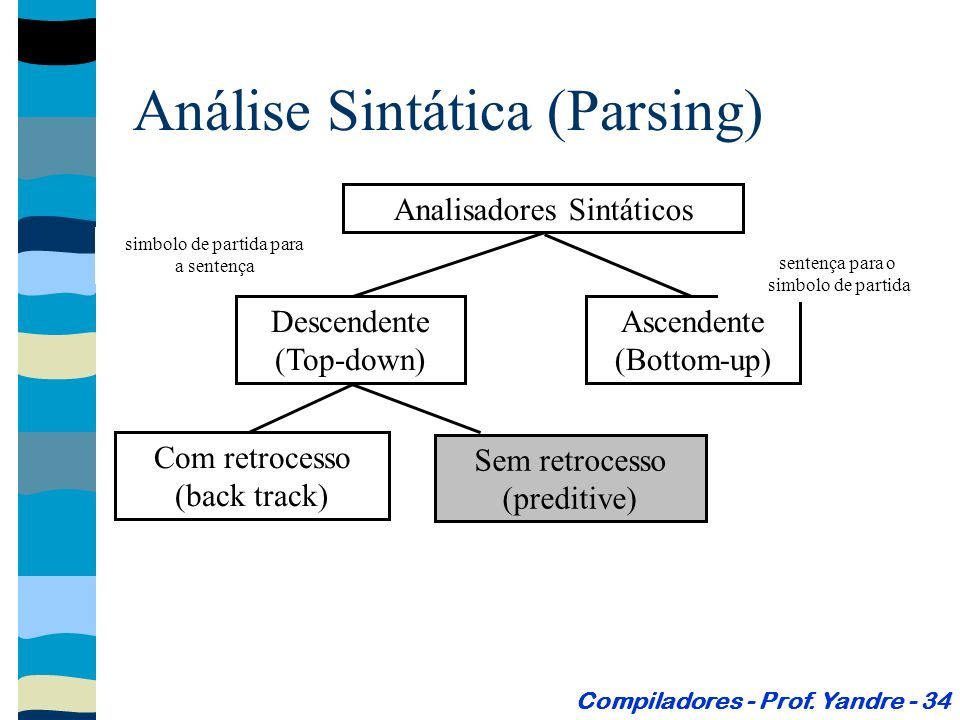 Análise Sintática (Parsing)
Analisadores Sintáticos
simbolo de partida para
a sentença
sentença para o
simbolo de partida
Descendente
(Top-down)
Ascendente
(Bottom-up)
Com retrocesso
(back track)
Sem retrocesso
(preditive)
Compiladores - Prof. Yandre - 34